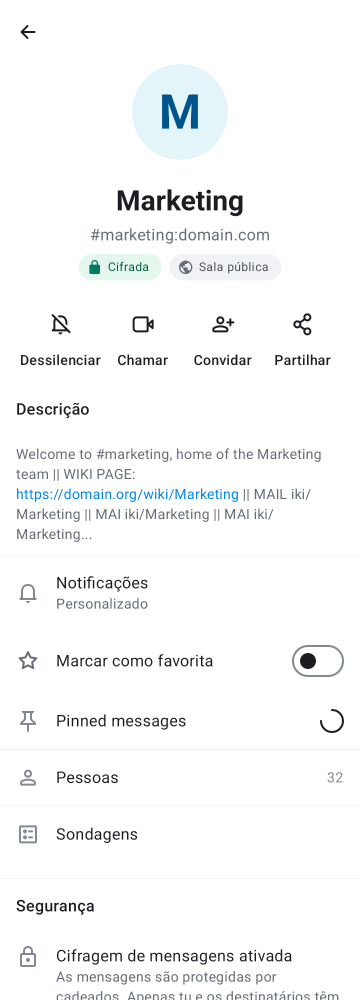 M
Marketing
#marketing:domain.com
Cifrada
Sala pública
Dessilenciar
Chamar
Convidar
Partilhar
Descrição
Welcome to #marketing, home of the Marketing
team || WIKI PAGE:
https://domain.org/wiki/Marketing || MAIL iki/
Marketing || MAI iki/Marketing || MAI iki/
Marketing...
Notificações
Personalizado
Marcar como favorita
Pinned messages
Pessoas
32
Sondagens
Segurança
Cifragem de mensagens ativada
As mensagens são protegidas por
cadeados. Apenas tu e os destinatários têm